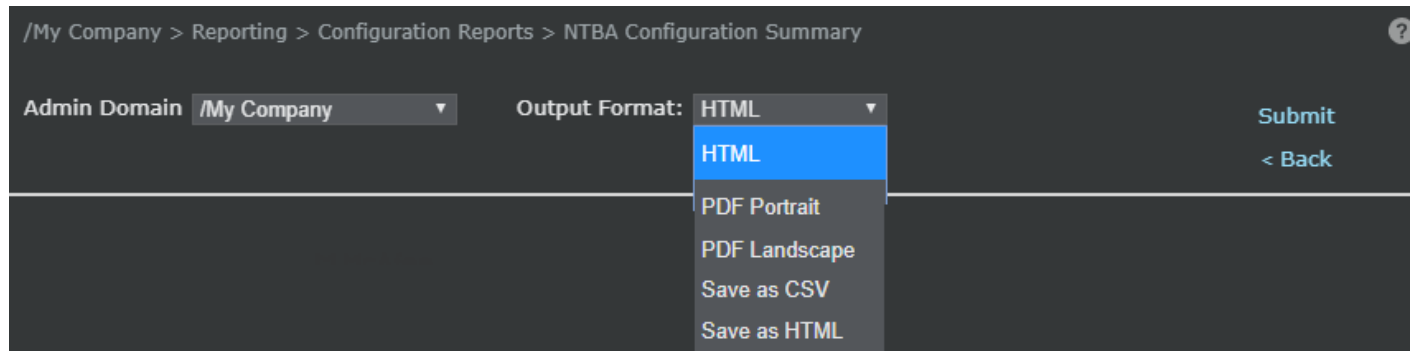 /My Company > Reporting > Configuration Reports > NTBA Configuration Summary
?
Admin Domain /My Company Output Format: HTML
Submit
HTML
< Back
PDF Portrait
PDF Landscape
Save as CSV
Save as HTML